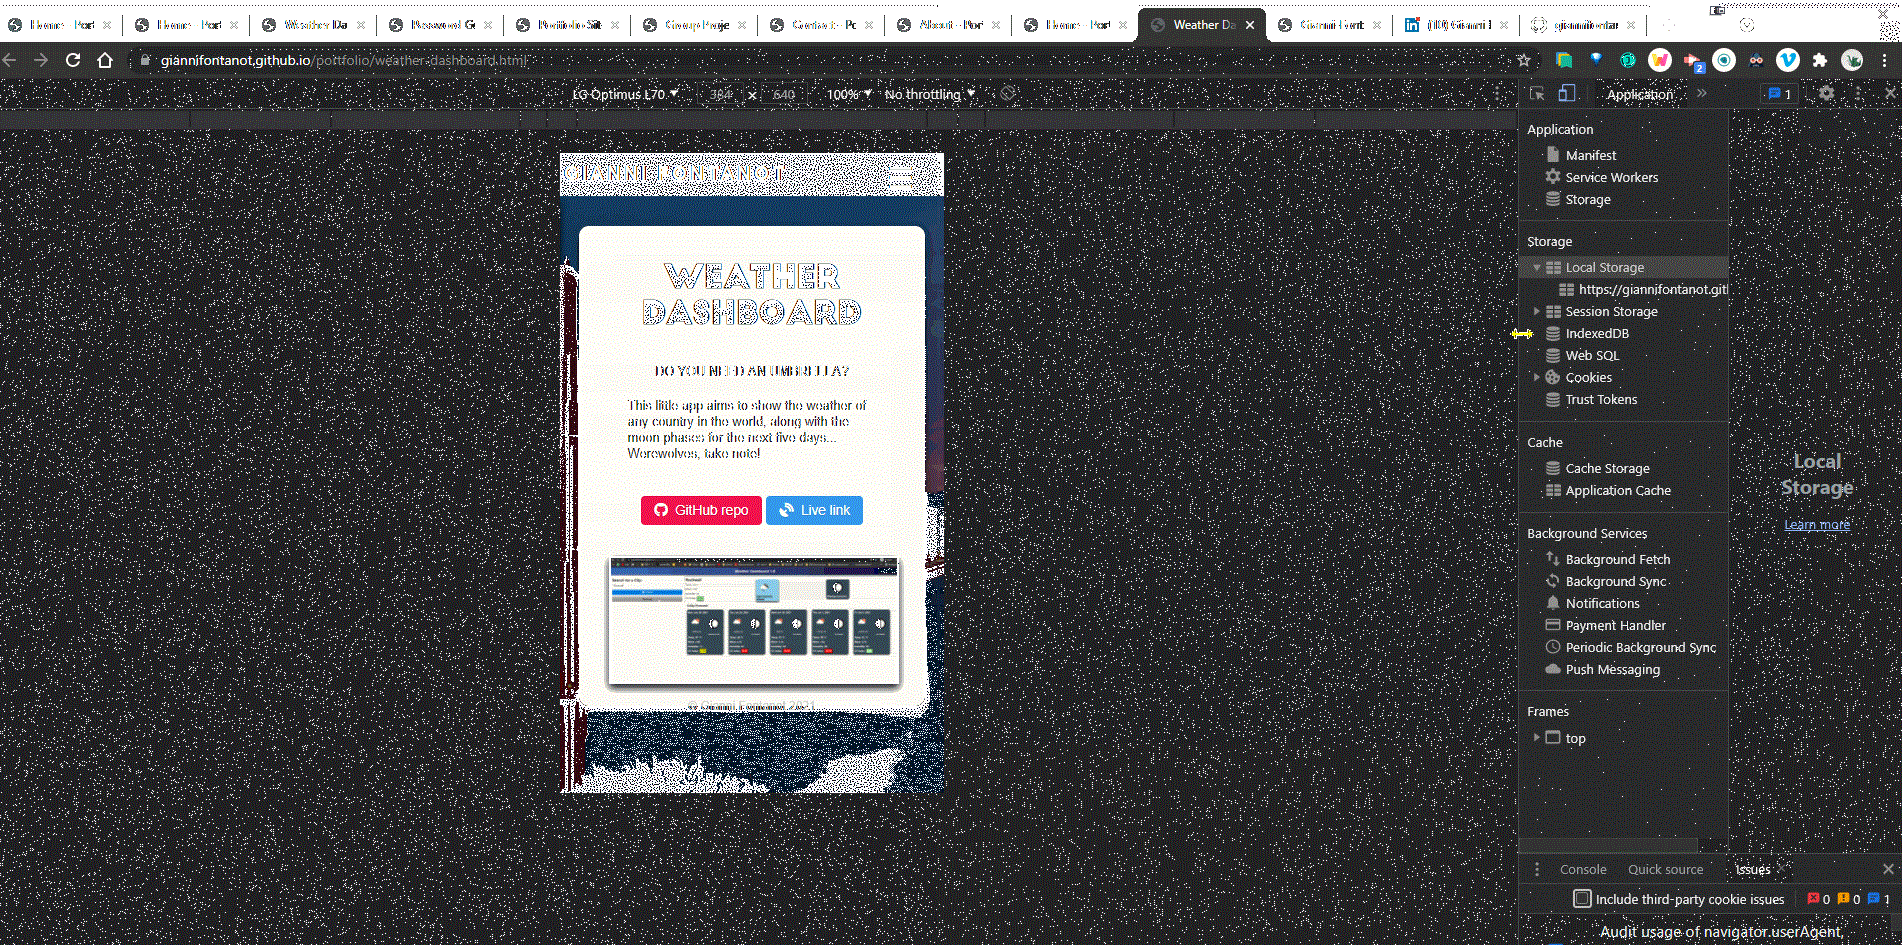 Home - Port
Home - Port
Weather Da
Password G
Portfolio Sit
Group Proje
Contact - Po
About - Port
Home - Port
Weather Da
Gianni Font
(10) Gianni
giannifontan
giannifontanot.github.io/portfolio/weather-dashboard.html
2
LG Optimus L70 ▼ 384 × 640 100% ▼ No throttling ▼
Application » 1
GIANNI FONTANOT
WEATHER
DASHBOARD
DO YOU NEED AN UMBRELLA?
This little app aims to show the weather of
any country in the world, along with the
moon phases for the next five days...
Werewolves, take note!
GitHub repo
Live link
Application
Manifest
Service Workers
Storage
Storage
Local Storage
https://giannifontanot.git
Session Storage
IndexedDB
Web SQL
Cookies
Trust Tokens
Cache
Cache Storage
Application Cache
Background Services
Background Fetch
Background Sync
Notifications
Payment Handler
Periodic Background Sync
Push Messaging
Frames
top
Local
Storage
Learn more
Console Quick source Issues
Include third-party cookie issues 0 0 1
Audit usage of navigator.userAgent,